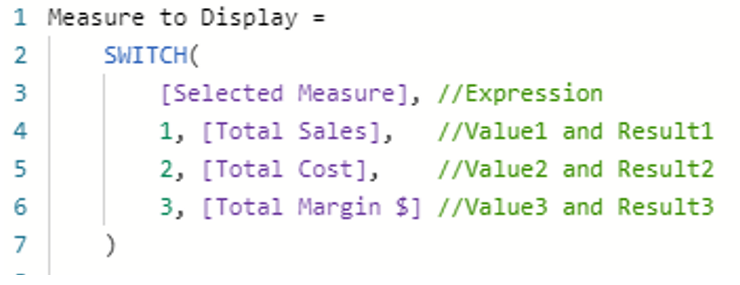 1 Measure to Display =
2 SWITCH(
3 [Selected Measure], //Expression
4 1, [Total Sales], //Value1 and Result1
5 2, [Total Cost], //Value2 and Result2
6 3, [Total Margin $] //Value3 and Result3
7 )